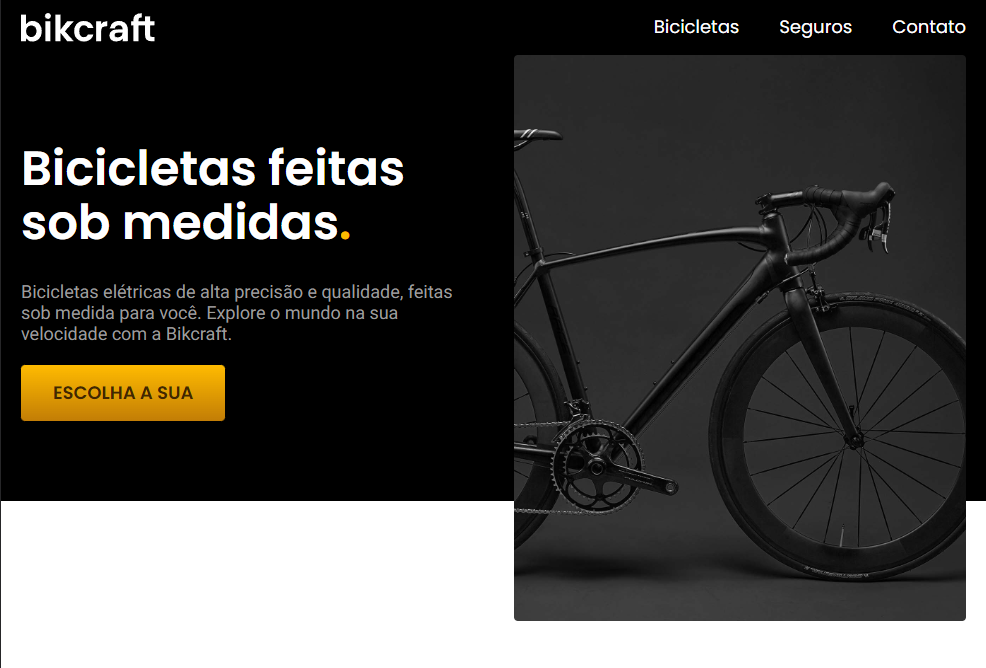 bikcraft
Bicicletas Seguros Contato
Bicicletas feitas
sob medidas.
Bicicletas elétricas de alta precisão e qualidade, feitas
sob medida para você. Explore o mundo na sua
velocidade com a Bikcraft.
ESCOLHA A SUA